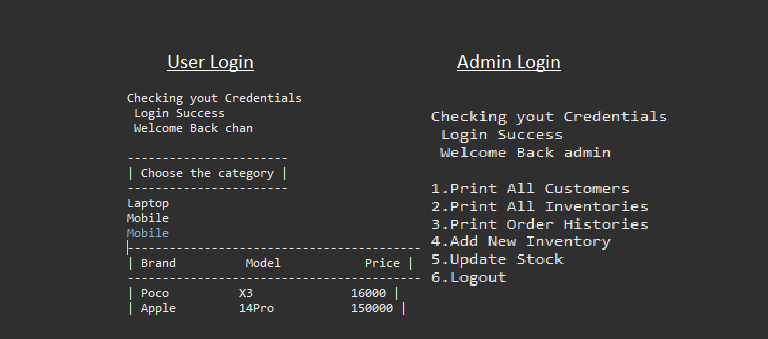 User Login
Checking yout Credentials
Login Success
Welcome Back chan
-----------------------
| Choose the category |
-----------------------
Laptop
Mobile
Mobile
------------------------------------------
| Brand          Model            Price |
------------------------------------------
| Poco          X3              16000 |
| Apple         14Pro           150000 |
Admin Login
Checking yout Credentials
Login Success
Welcome Back admin
1.Print All Customers
2.Print All Inventories
3.Print Order Histories
4.Add New Inventory
5.Update Stock
6.Logout